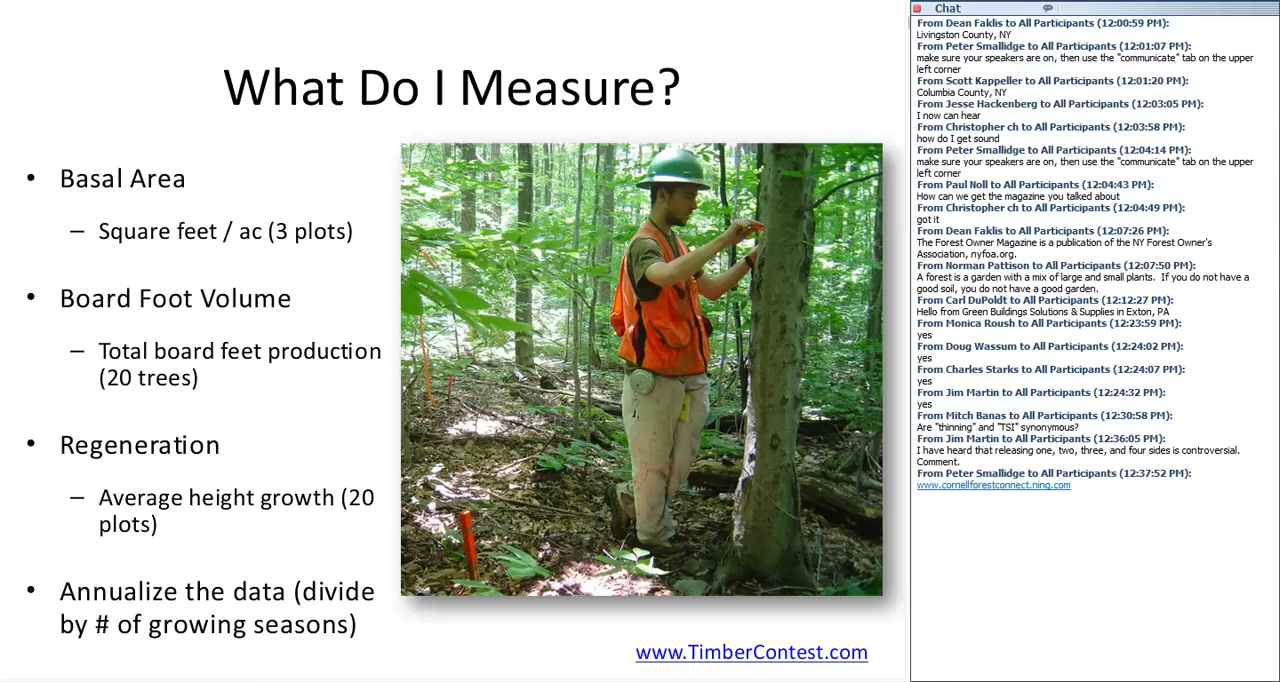 What Do I Measure?
• Basal Area
– Square feet / ac (3 plots)
• Board Foot Volume
– Total board feet production
(20 trees)
• Regeneration
– Average height growth (20
plots)
• Annualize the data (divide
by # of growing seasons)
www.TimberContest.com
Chat
From Dean Faklis to All Participants (12:00:59 PM):
Livingston County, NY
From Peter Smallidge to All Participants (12:01:07 PM):
make sure your speakers are on, then use the "communicate" tab on the upper
left corner
From Scott Kappeller to All Participants (12:01:20 PM):
Columbia County, NY
From Jesse Hackenberg to All Participants (12:03:05 PM):
I now can hear
From Christopher ch to All Participants (12:03:58 PM):
how do I get sound
From Peter Smallidge to All Participants (12:04:14 PM):
make sure your speakers are on, then use the "communicate" tab on the upper
left corner
From Paul Noll to All Participants (12:04:43 PM):
How can we get the magazine you talked about
From Christopher ch to All Participants (12:04:49 PM):
got it
From Dean Faklis to All Participants (12:07:26 PM):
The Forest Owner Magazine is a publication of the NY Forest Owner's
Association, nyfoa.org.
From Norman Pattison to All Participants (12:07:50 PM):
A forest is a garden with a mix of large and small plants.  If you do not have a
good soil, you do not have a good garden.
From Carl DuPoldt to All Participants (12:12:27 PM):
Hello from Green Buildings Solutions & Supplies in Exton, PA
From Monica Roush to All Participants (12:23:59 PM):
yes
From Doug Wassum to All Participants (12:24:02 PM):
yes
From Charles Starks to All Participants (12:24:07 PM):
yes
From Jim Martin to All Participants (12:24:32 PM):
yes
From Mitch Banas to All Participants (12:30:58 PM):
Are "thinning" and "TSI" synonymous?
From Jim Martin to All Participants (12:36:05 PM):
I have heard that releasing one, two, three, and four sides is controversial.
Comment.
From Peter Smallidge to All Participants (12:37:52 PM):
www.cornellforestconnect.ning.com